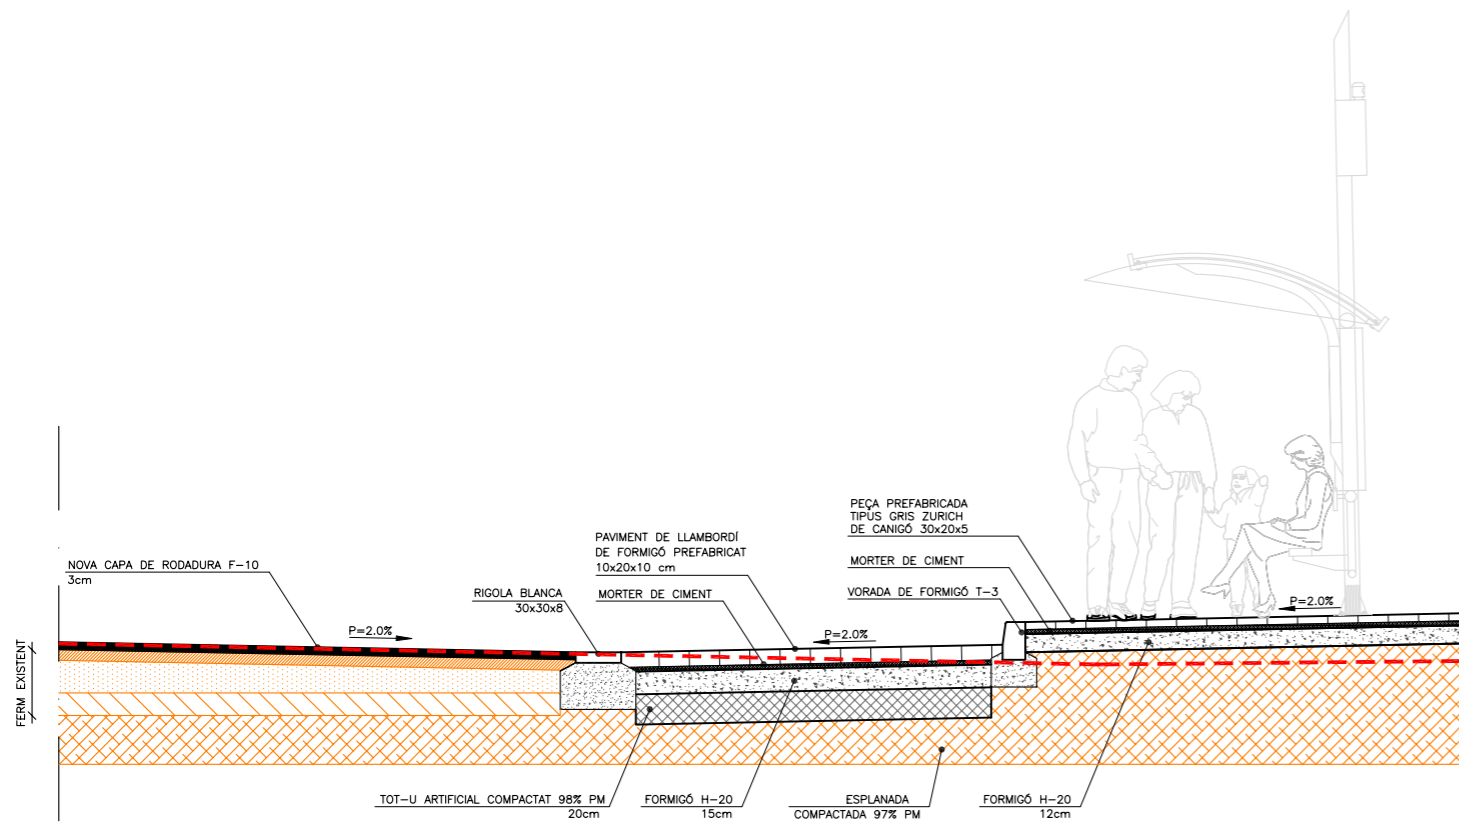 PEÇA PREFABRICADA
TIPUS GRIS ZURICH
DE CANIGÓ 30x20x5
PAVIMENT DE LLAMBORDÍ
DE FORMIGÓ PREFABRICAT
10x20x10 cm
NOVA CAPA DE RODADURA F-10
3cm
MORTER DE CIMENT
RIGOLA BLANCA
30x30x8
MORTER DE CIMENT
VORADA DE FORMIGÓ T-3
P=2.0%
P=2.0%
P=2.0%
FERM EXISTENT
TOT-U ARTIFICIAL COMPACTAT 98% PM
20cm
FORMIGÓ H-20
15cm
ESPLANADA
COMPACTADA 97% PM
FORMIGÓ H-20
12cm